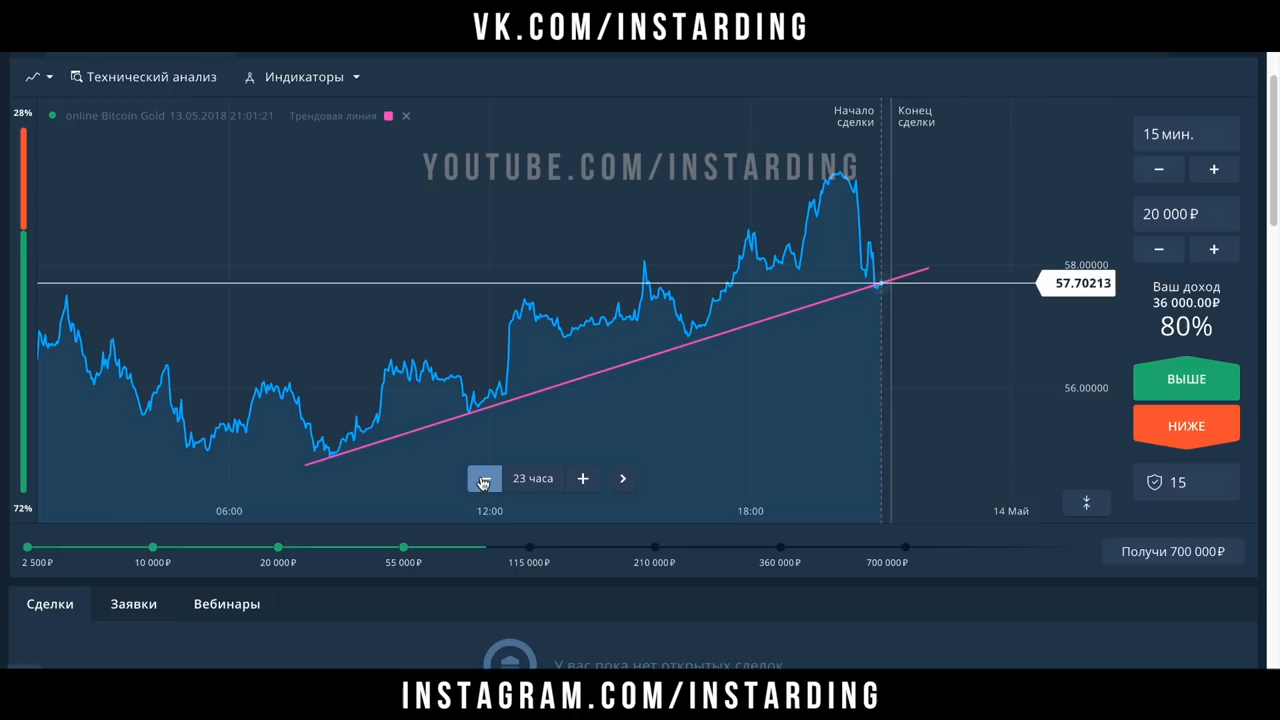 VK.COM/INSTARDING
Технический анализ
Индикаторы
28%
online Bitcoin Gold 13.05.2018 21:01:21
Трендовая линия
Начало
сделки
Конец
сделки
YOUTUBE.COM/INSTARDING
15 мин.
20 000 ₽
58.00000
57.70213
56.00000
Ваш доход
36 000.00₽
80%
ВЫШЕ
НИЖЕ
15
23 часа
72%
06:00
12:00
18:00
14 Май
2 500₽
10 000₽
20 000₽
55 000₽
115 000₽
210 000₽
360 000₽
700 000₽
Получи 700 000₽
Сделки
Заявки
Вебинары
У вас пока нет открытых сделок
INSTAGRAM.COM/INSTARDING